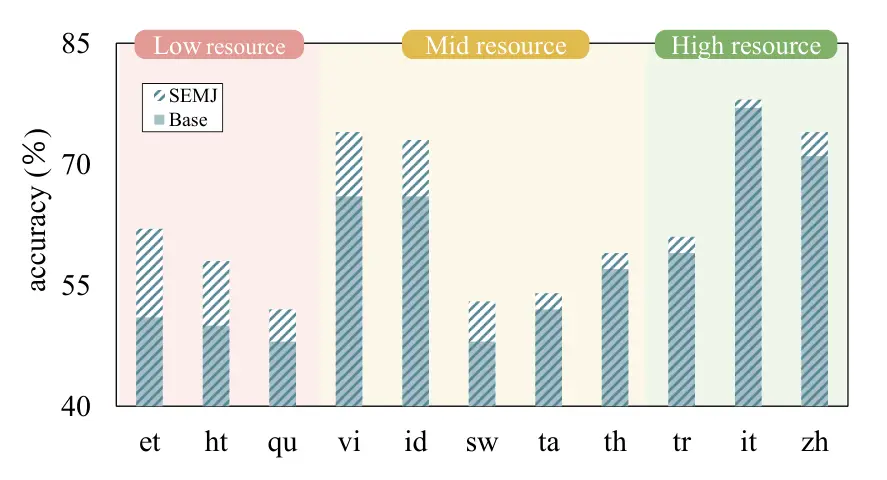 Low resource
Mid resource
High resource
85
70
55
40
accuracy (%)
SEMJ
Base
et ht qu vi id sw ta th tr it zh